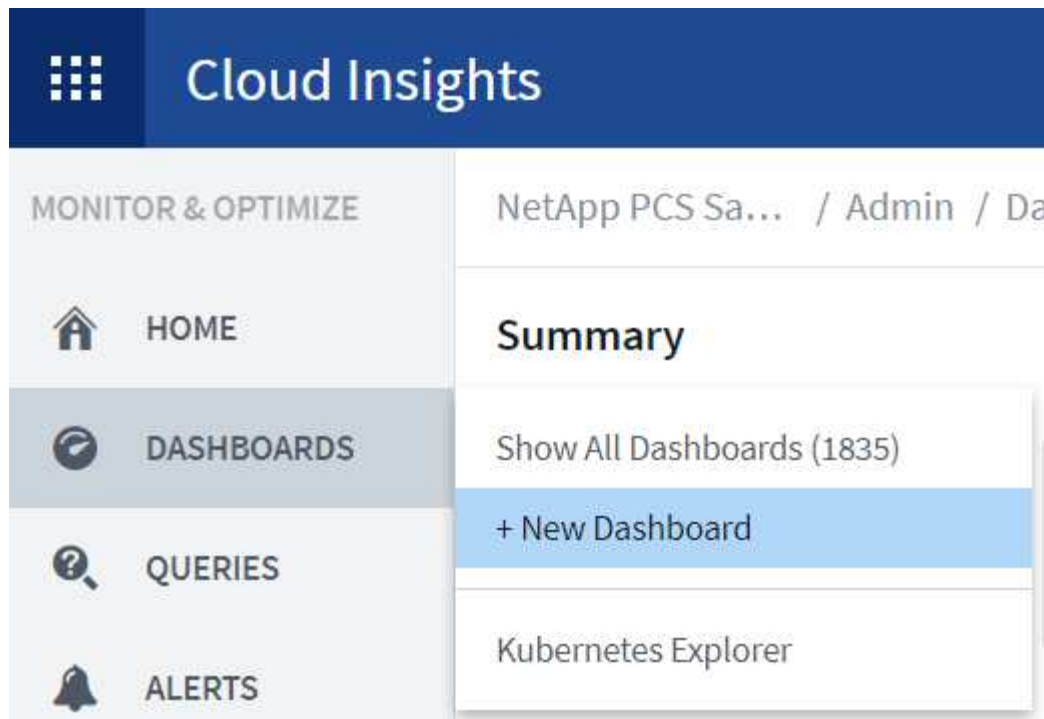 Cloud Insights
MONITOR & OPTIMIZE
NetApp PCS Sa... / Admin / Da
HOME
Summary
DASHBOARDS
Show All Dashboards (1835)
+ New Dashboard
QUERIES
Kubernetes Explorer
ALERTS